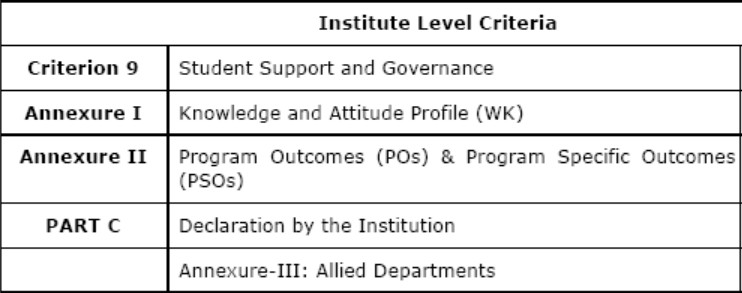 Institute Level Criteria
Criterion 9 Student Support and Governance
Annexure I Knowledge and Attitude Profile (WK)
Annexure II Program Outcomes (POs) & Program Specific Outcomes
(PSOs)
PART C Declaration by the Institution
Annexure-III: Allied Departments